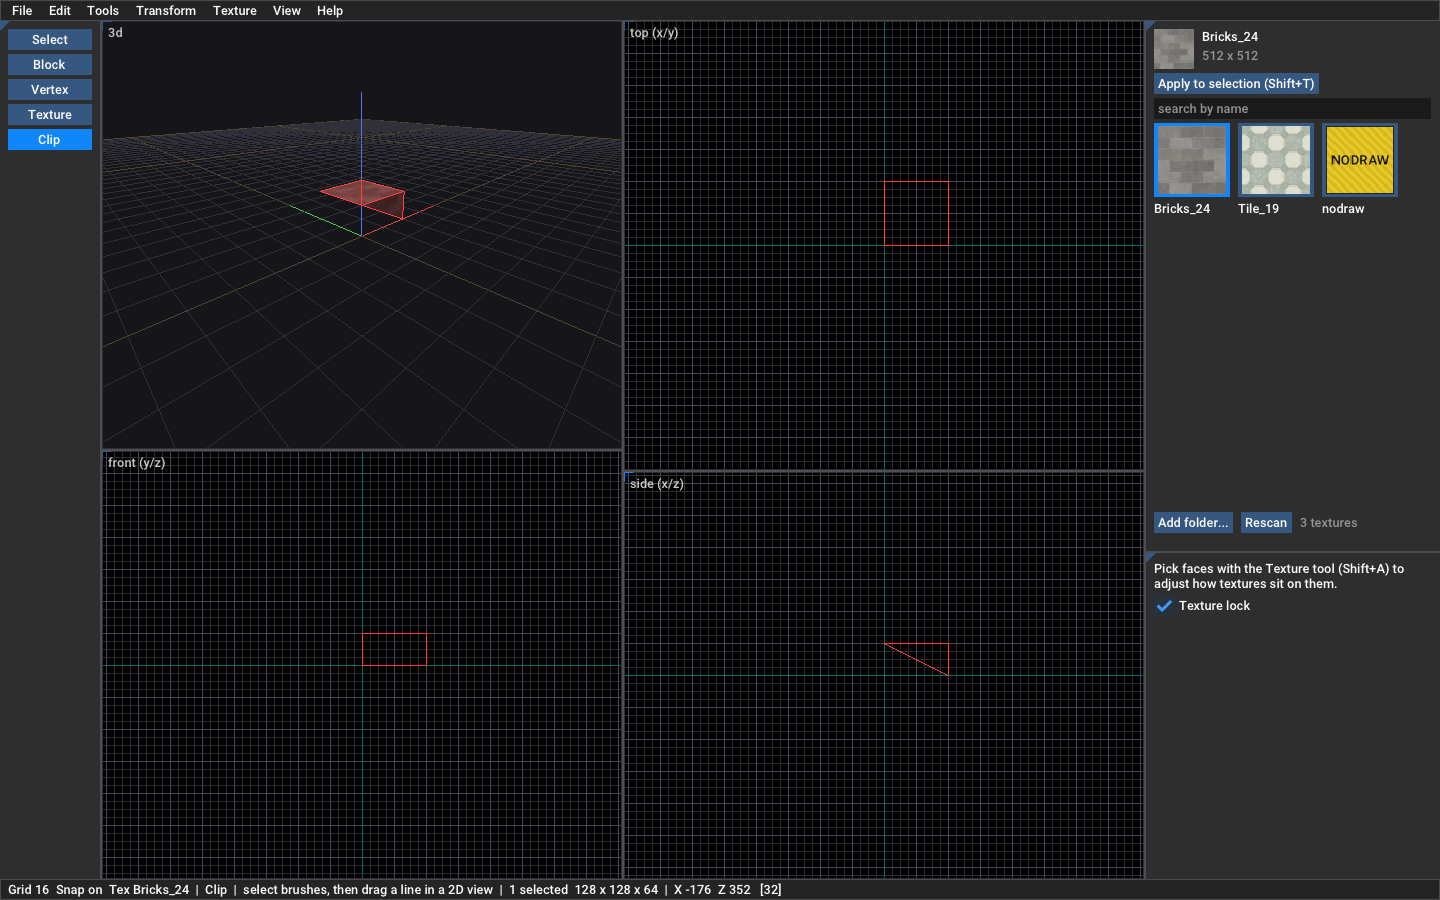 File Edit Tools Transform Texture View Help
Select
Block
Vertex
Texture
Clip
3d
top (x/y)
front (y/z)
side (x/z)
Bricks_24
512 x 512
Apply to selection (Shift+T)
search by name
NODRAW
Bricks_24 Tile_19 nodraw
Add folder... Rescan 3 textures
Pick faces with the Texture tool (Shift+A) to
adjust how textures sit on them.
Texture lock
Grid 16 Snap on Tex Bricks_24 | Clip | select brushes, then drag a line in a 2D view | 1 selected 128 x 128 x 64 | X -176 Z 352 [32]